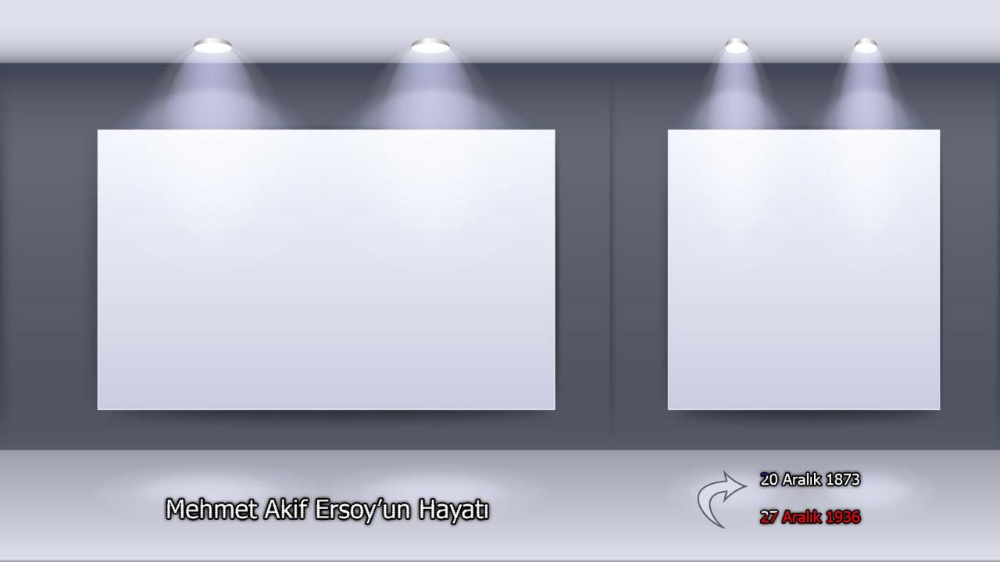 Mehmet Akif Ersoy’un Hayatı
20 Aralık 1873
27 Aralık 1936